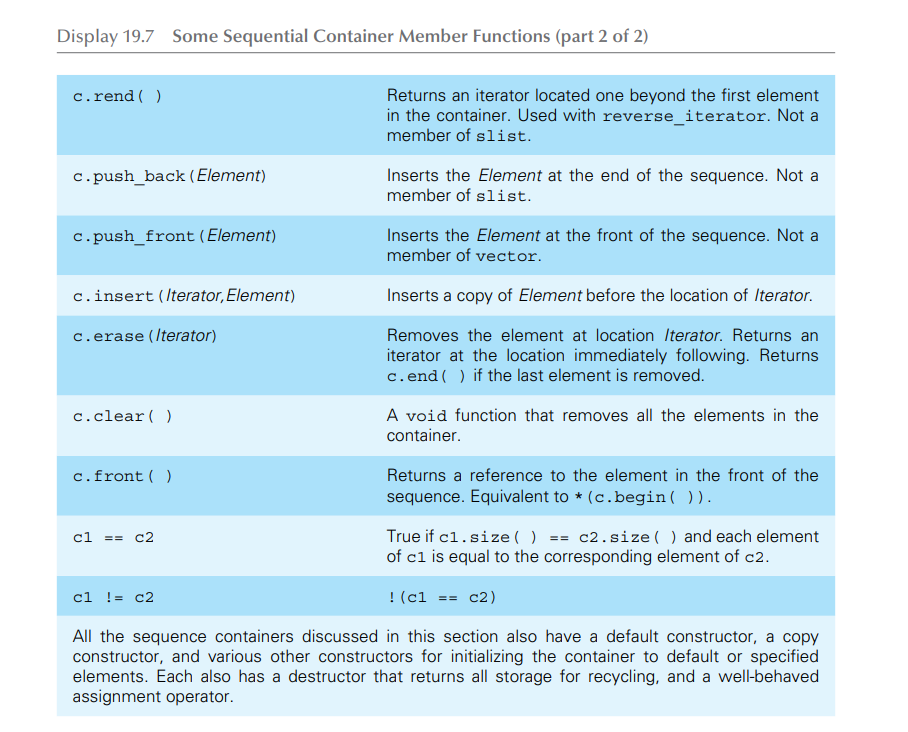 Display 19.7 Some Sequential Container Member Functions (part 2 of 2)
c.rend( )
Returns an iterator located one beyond the first element
in the container. Used with reverse_iterator. Not a
member of slist.
c.push_back(Element)
Inserts the Element at the end of the sequence. Not a
member of slist.
c.push_front(Element)
Inserts the Element at the front of the sequence. Not a
member of vector.
c.insert(Iterator,Element)
Inserts a copy of Element before the location of Iterator.
c.erase(Iterator)
Removes the element at location Iterator. Returns an
iterator at the location immediately following. Returns
c.end( ) if the last element is removed.
c.clear( )
A void function that removes all the elements in the
container.
c.front( )
Returns a reference to the element in the front of the
sequence. Equivalent to *(c.begin( )).
c1 == c2
True if c1.size( ) == c2.size( ) and each element
of c1 is equal to the corresponding element of c2.
c1 != c2
!(c1 == c2)
All the sequence containers discussed in this section also have a default constructor, a copy
constructor, and various other constructors for initializing the container to default or specified
elements. Each also has a destructor that returns all storage for recycling, and a well-behaved
assignment operator.